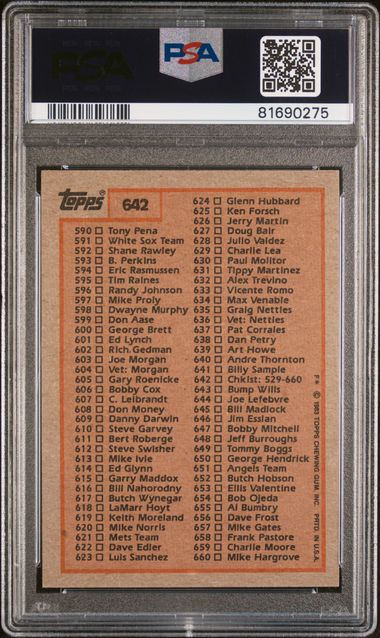 PSA
PSA
81690275
Topps 642
590 ☐ Tony Pena
591 ☐ White Sox Team
592 ☐ Shane Rawley
593 ☐ B. Perkins
594 ☐ Eric Rasmussen
595 ☐ Tim Raines
596 ☐ Randy Johnson
597 ☐ Mike Proly
598 ☐ Dwayne Murphy
599 ☐ Don Aase
600 ☐ George Brett
601 ☐ Ed Lynch
602 ☐ Rich. Gedman
603 ☐ Joe Morgan
604 ☐ Vet: Morgan
605 ☐ Gary Roenicke
606 ☐ Bobby Cox
607 ☐ C. Leibrandt
608 ☐ Don Money
609 ☐ Danny Darwin
610 ☐ Steve Garvey
611 ☐ Bert Roberge
612 ☐ Steve Swisher
613 ☐ Mike Ivie
614 ☐ Ed Glynn
615 ☐ Garry Maddox
616 ☐ Bill Nahorodny
617 ☐ Butch Wynegar
618 ☐ LaMarr Hoyt
619 ☐ Keith Moreland
620 ☐ Mike Norris
621 ☐ Mets Team
622 ☐ Dave Edler
623 ☐ Luis Sanchez
624 ☐ Glenn Hubbard
625 ☐ Ken Forsch
626 ☐ Jerry Martin
627 ☐ Doug Bair
628 ☐ Julio Valdez
629 ☐ Charlie Lea
630 ☐ Paul Molitor
631 ☐ Tippy Martinez
632 ☐ Alex Trevino
633 ☐ Vicente Romo
634 ☐ Max Venable
635 ☐ Graig Nettles
636 ☐ Vet: Nettles
637 ☐ Pat Corrales
638 ☐ Dan Petry
639 ☐ Art Howe
640 ☐ Andre Thornton
641 ☐ Billy Sample
642 ☐ Chklst: 529-660
643 ☐ Bump Wills
644 ☐ Joe Lefebvre
645 ☐ Bill Madlock
646 ☐ Jim Essian
647 ☐ Bobby Mitchell
648 ☐ Jeff Burroughs
649 ☐ Tommy Boggs
650 ☐ George Hendrick
651 ☐ Angels Team
652 ☐ Butch Hobson
653 ☐ Ellis Valentine
654 ☐ Bob Ojeda
655 ☐ Al Bumbry
656 ☐ Dave Frost
657 ☐ Mike Gates
658 ☐ Frank Pastore
659 ☐ Charlie Moore
660 ☐ Mike Hargrove
F* © 1983 TOPPS CHEWING GUM, INC. PRTD. IN U.S.A.